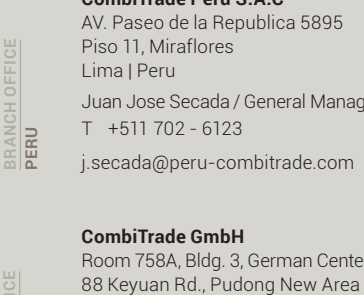 CombiTrade Peru S.A.C
AV. Paseo de la Republica 5895
Piso 11, Miraflores
Lima | Peru
Juan Jose Secada / General Manag
T +511 702 - 6123
j.secada@peru-combitrade.com
BRANCH OFFICE
PERU
CombiTrade GmbH
Room 758A, Bldg. 3, German Cente
88 Keyuan Rd., Pudong New Area
ICE